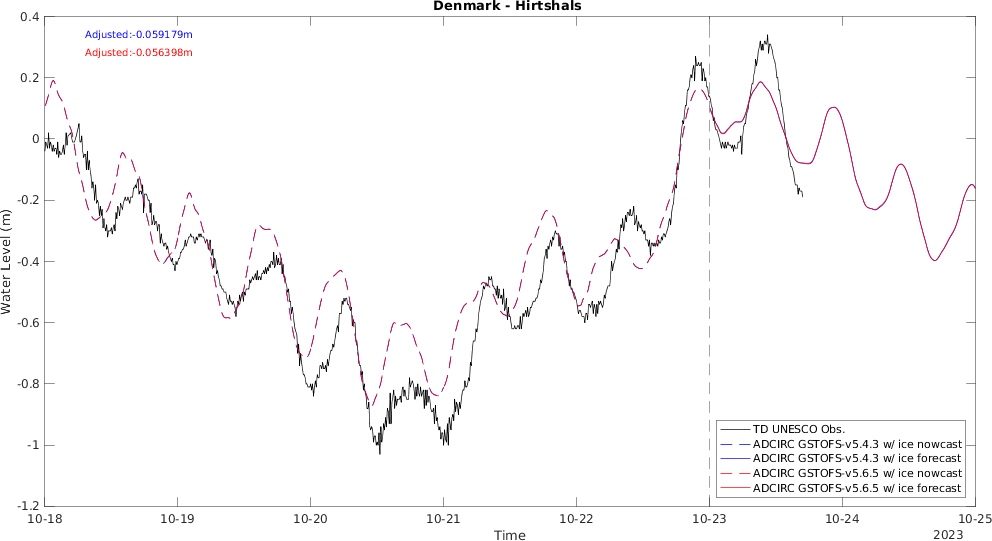 Denmark - Hirtshals
Adjusted:-0.059179m
Adjusted:-0.056398m
0.4
0.2
0
-0.2
-0.4
-0.6
-0.8
-1
-1.2
Water Level (m)
TD UNESCO Obs.
ADCIRC GSTOFS-v5.4.3 w/ ice nowcast
ADCIRC GSTOFS-v5.4.3 w/ ice forecast
ADCIRC GSTOFS-v5.6.5 w/ ice nowcast
ADCIRC GSTOFS-v5.6.5 w/ ice forecast
10-18 10-19 10-20 10-21 10-22 10-23 10-24 10-25
Time
2023